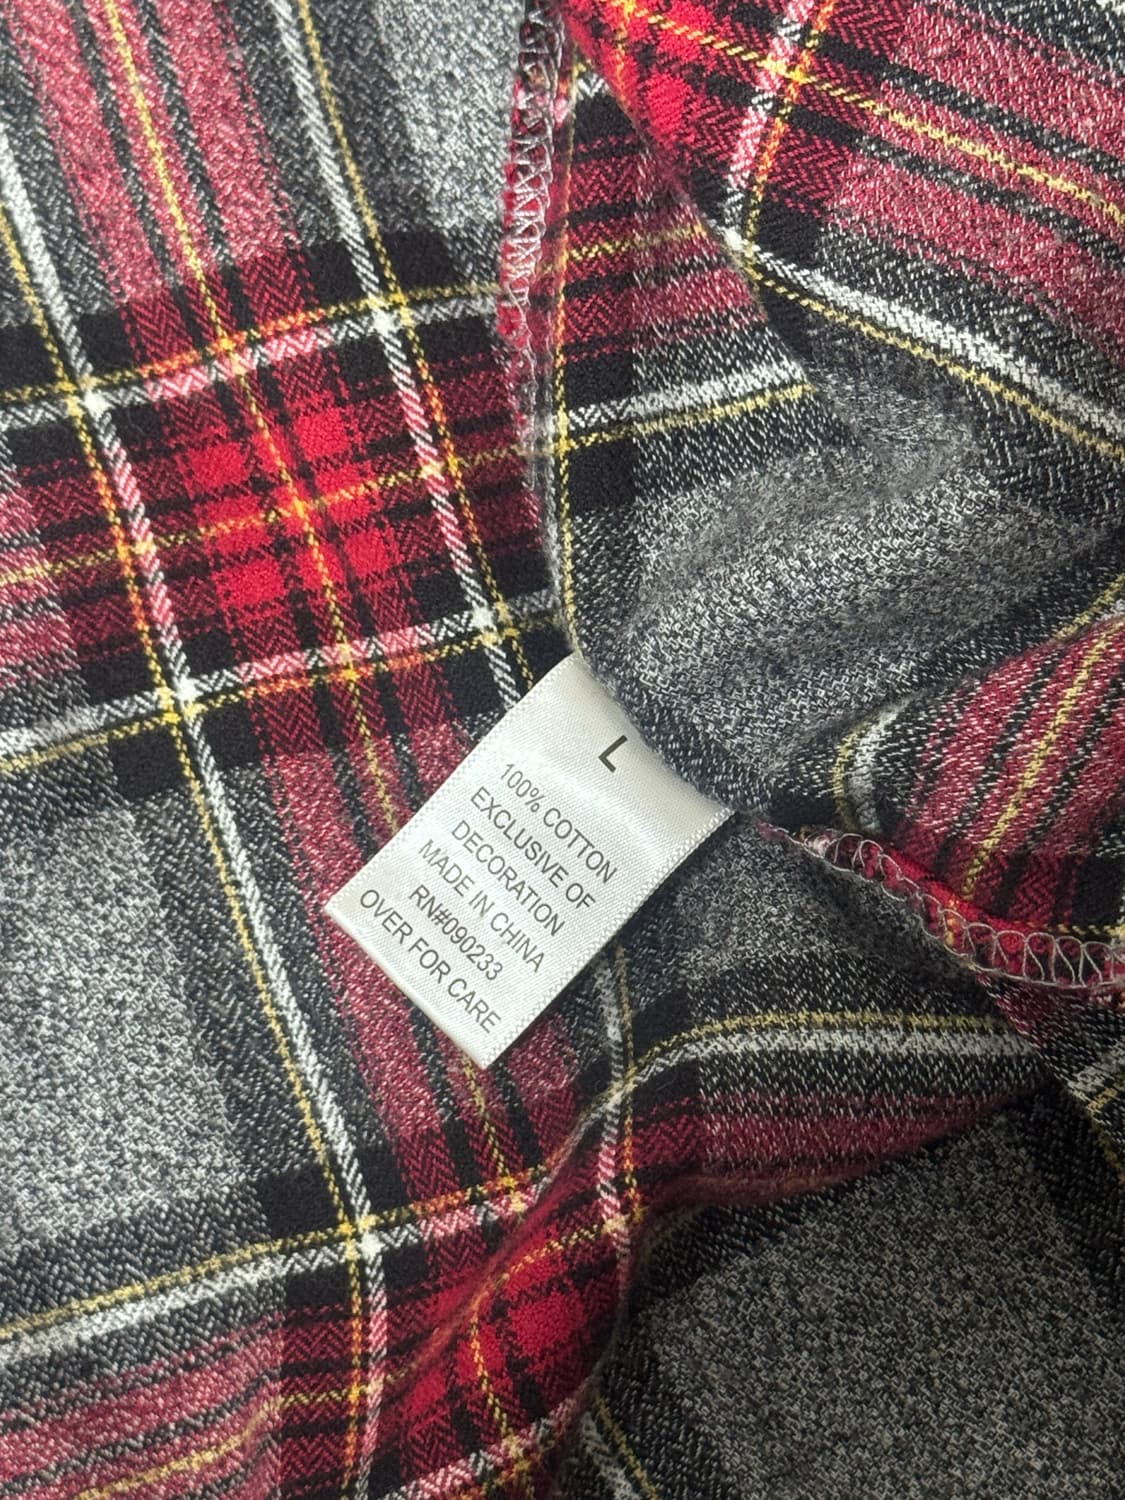 L
100% COTTON
EXCLUSIVE OF
DECORATION
MADE IN CHINA
RN#090233
OVER FOR CARE